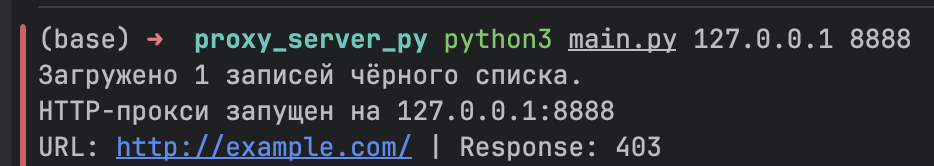 (base) ➜ proxy_server_py python3 main.py 127.0.0.1 8888
Загружено 1 записей чёрного списка.
HTTP-прокси запущен на 127.0.0.1:8888
URL: http://example.com/ | Response: 403